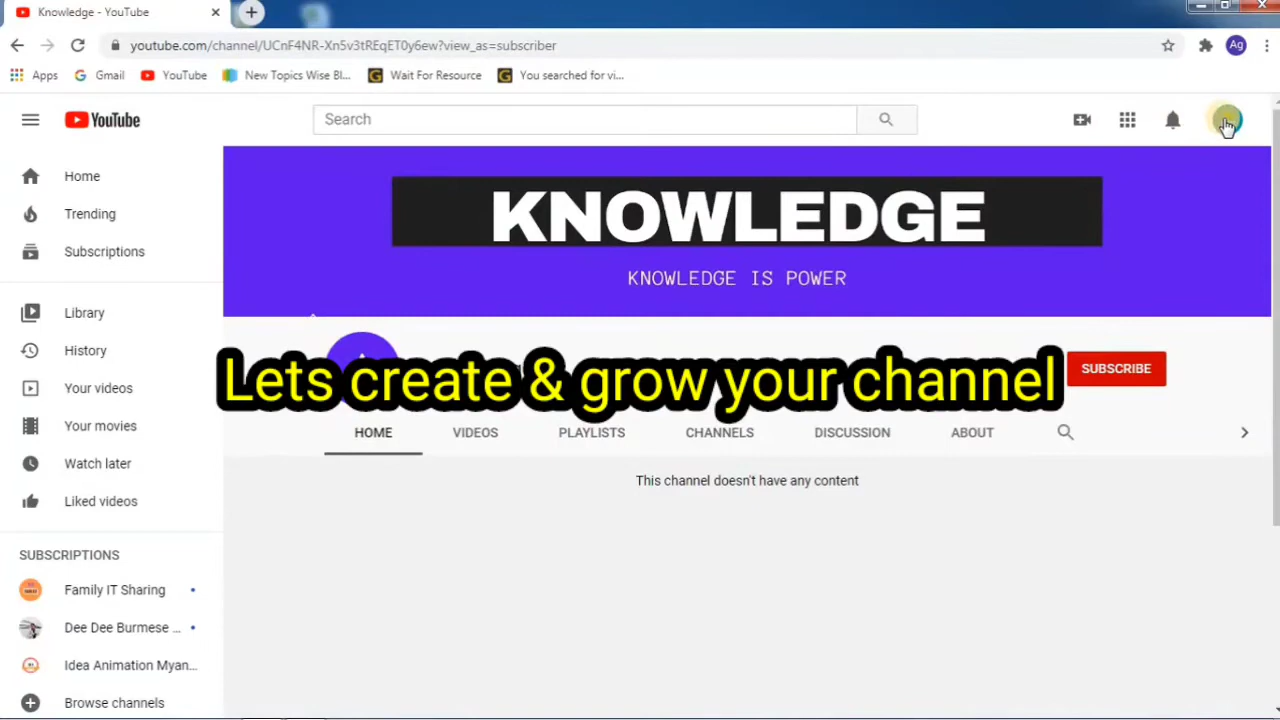 Knowledge - YouTube
youtube.com/channel/UCnF4NR-Xn5v3tREqET0y6ew?view_as=subscriber
Ag
Apps
Gmail
YouTube
New Topics Wise Bl...
Wait For Resource
You searched for vi...
YouTube
Search
Home
Trending
Subscriptions
Library
History
Your videos
Your movies
Watch later
Liked videos
SUBSCRIPTIONS
Family IT Sharing
Dee Dee Burmese ...
Idea Animation Myan...
Browse channels
KNOWLEDGE
KNOWLEDGE IS POWER
Lets create & grow your channel
SUBSCRIBE
HOME
VIDEOS
PLAYLISTS
CHANNELS
DISCUSSION
ABOUT
This channel doesn't have any content